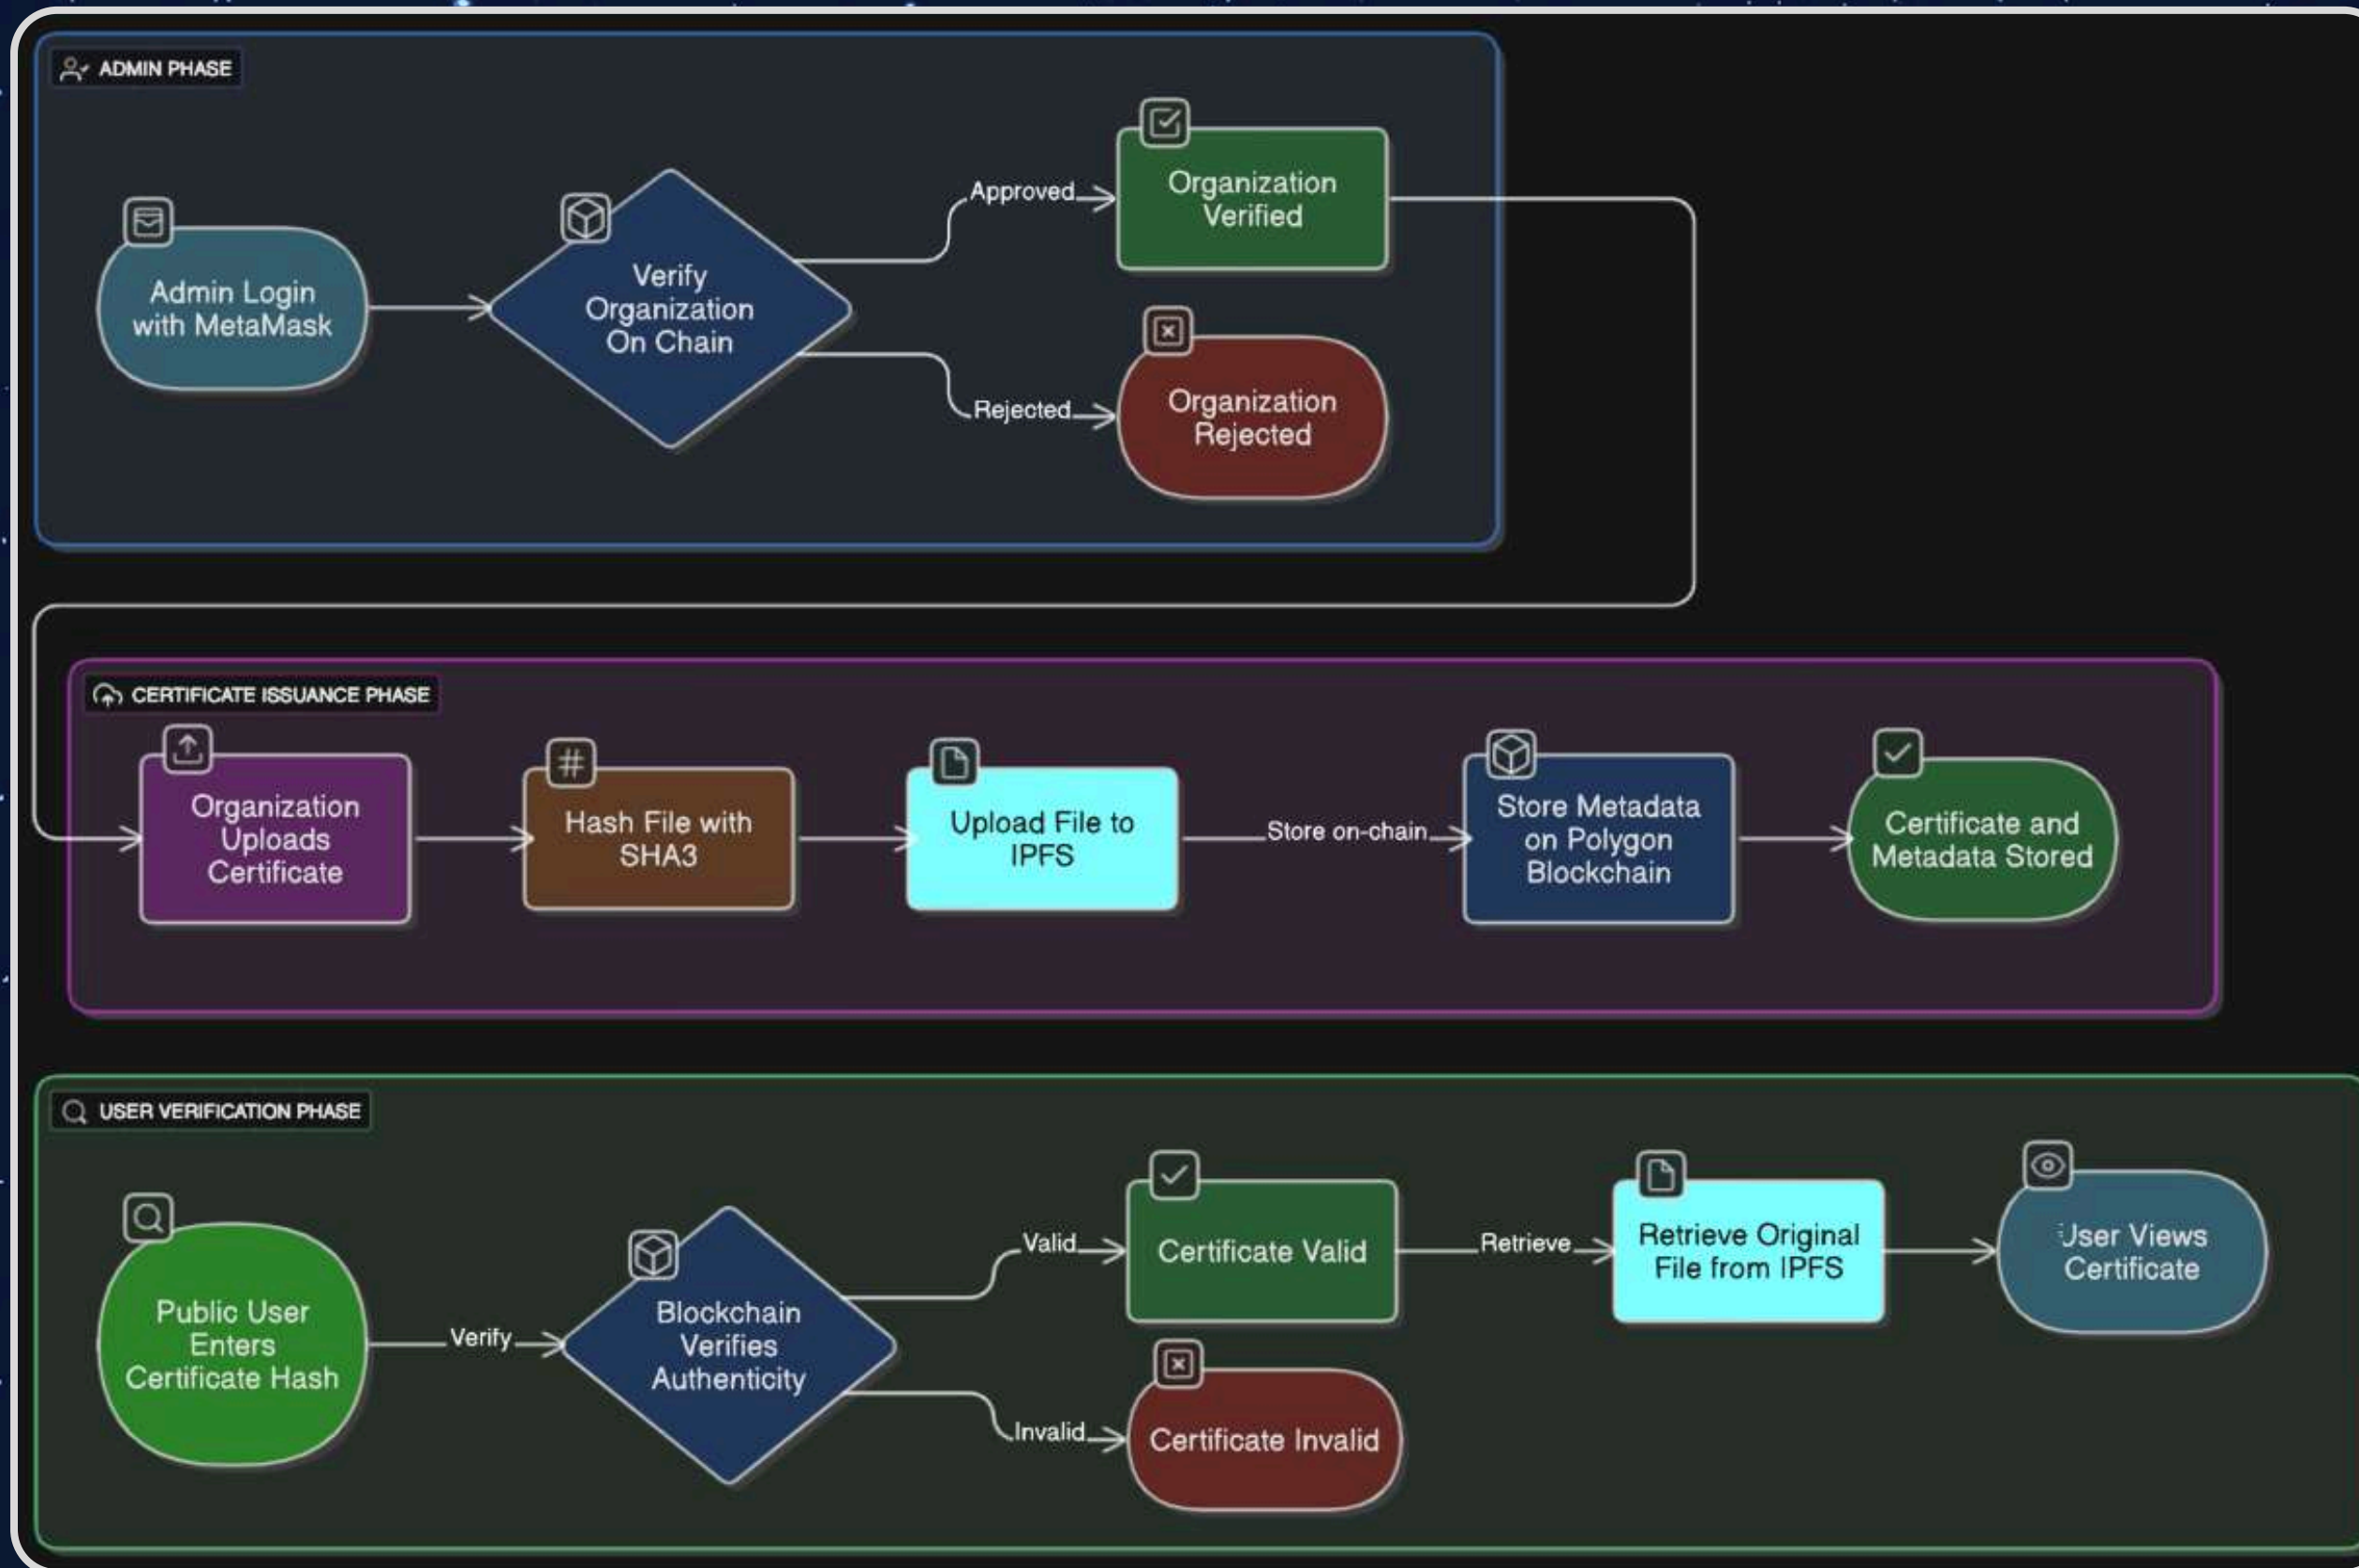 ADMIN PHASE
Admin Login
with MetaMask
Verify
Organization
On Chain
Approved
Organization
Verified
Rejected
Organization
Rejected
CERTIFICATE ISSUANCE PHASE
Organization
Uploads
Certificate
#
Hash File with
SHA3
Upload File to
IPFS
Store on-chain
Store Metadata
on Polygon
Blockchain
Certificate and
Metadata Stored
USER VERIFICATION PHASE
Public User
Enters
Certificate Hash
Verify
Blockchain
Verifies
Authenticity
Valid
Certificate Valid
Retrieve
Retrieve Original
File from IPFS
User Views
Certificate
Invalid
Certificate Invalid